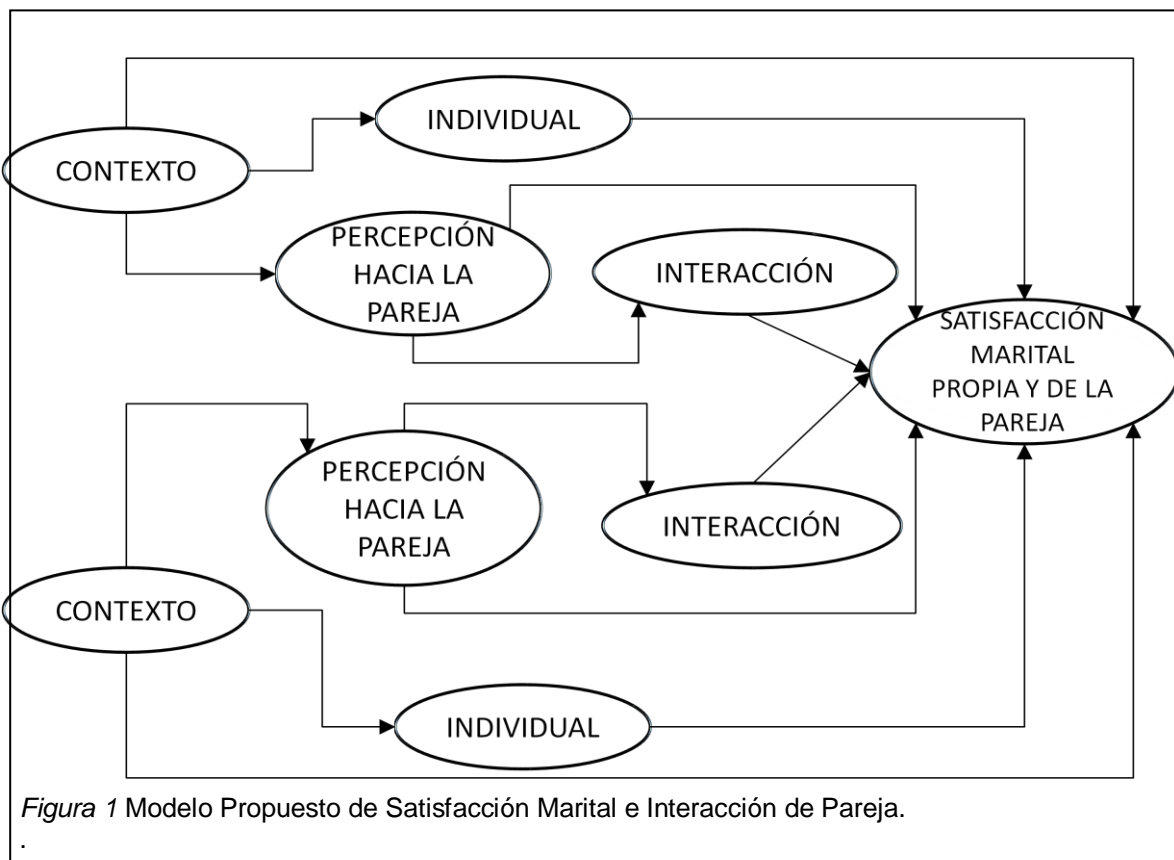 INDIVIDUAL
CONTEXTO
PERCEPCIÓN
HACIA LA
PAREJA
INTERACCIÓN
SATISFACCIÓN
MARITAL
PROPIA Y DE LA
PAREJA
PERCEPCIÓN
HACIA LA
PAREJA
INTERACCIÓN
CONTEXTO
INDIVIDUAL
Figura 1 Modelo Propuesto de Satisfacción Marital e Interacción de Pareja.
.